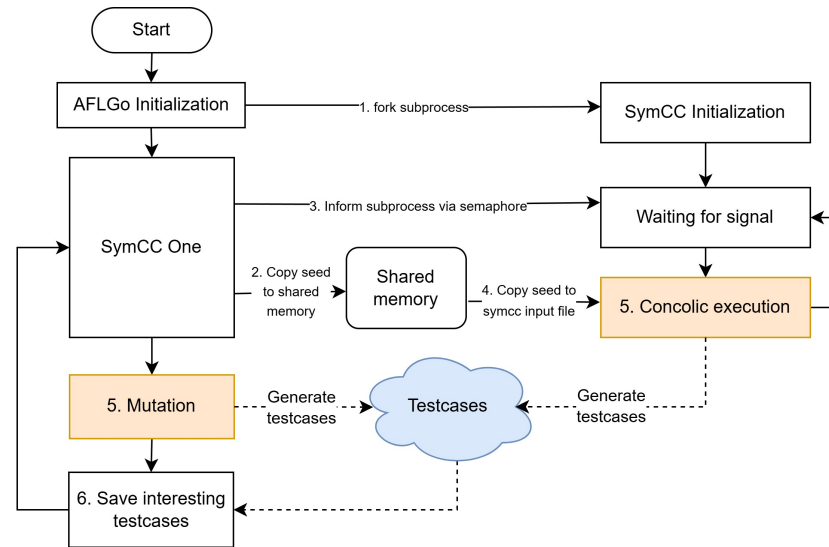 Start
AFLGo Initialization
1. fork subprocess
SymCC Initialization
SymCC One
3. Inform subprocess via semaphore
Waiting for signal
2. Copy seed
to shared
memory
Shared
memory
4. Copy seed to
symcc input file
5. Concolic execution
5. Mutation
Generate
testcases
Testcases
Generate
testcases
6. Save interesting
testcases